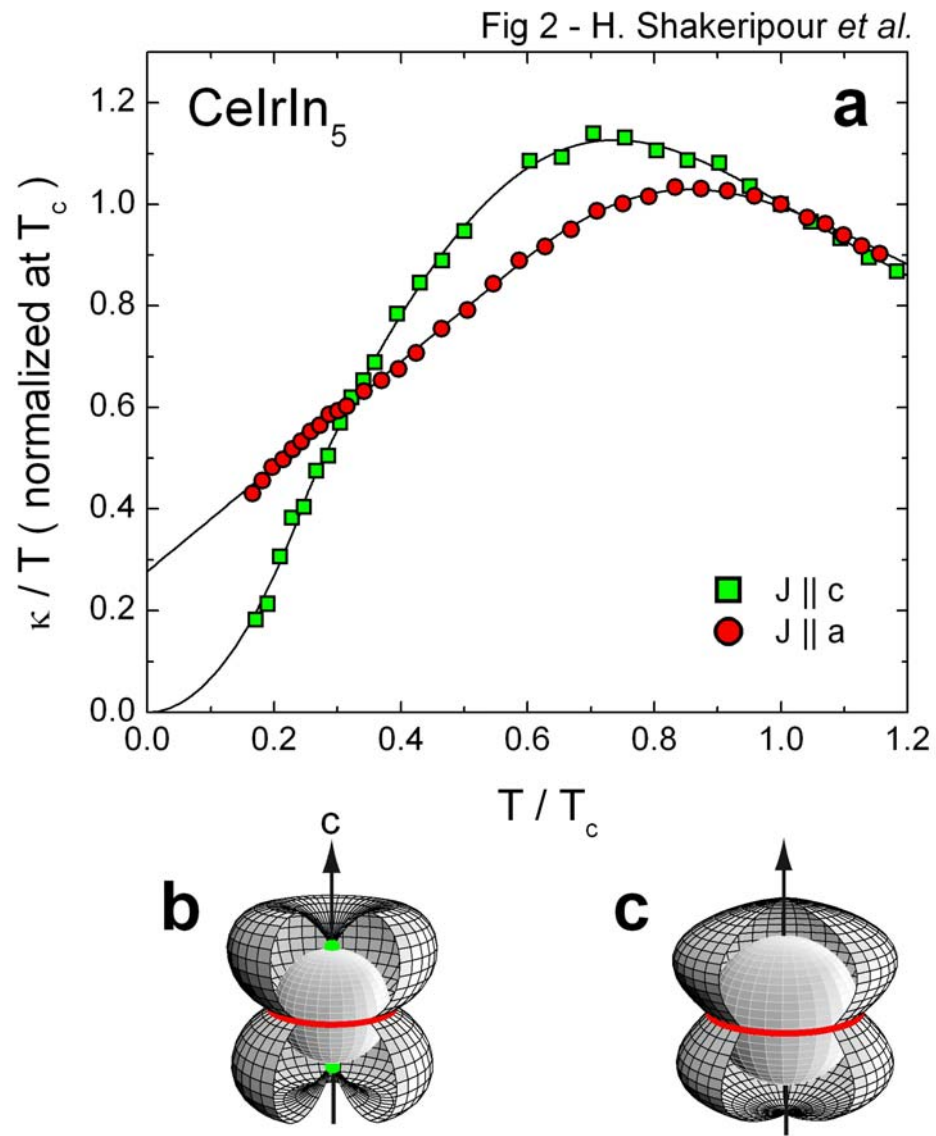 Fig 2 - H. Shakeripour et al.
CeIrIn5
a
κ / T ( normalized at Tc)
1.2
1.0
0.8
0.6
0.4
0.2
0.0
J || c
J || a
0.0 0.2 0.4 0.6 0.8 1.0 1.2
T / Tc
c
b
c